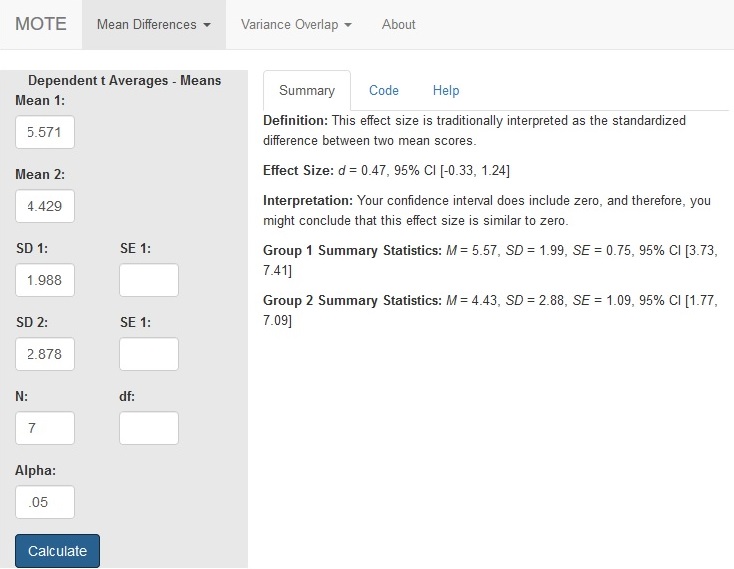 MOTE Mean Differences Variance Overlap About
Dependent t Averages - Means
Mean 1:
5.571
Mean 2:
4.429
SD 1: SE 1:
1.988
SD 2: SE 1:
2.878
N: df:
7
Alpha:
.05
Calculate
Summary Code Help
Definition: This effect size is traditionally interpreted as the standardized
difference between two mean scores.
Effect Size: d = 0.47, 95% CI [-0.33, 1.24]
Interpretation: Your confidence interval does include zero, and therefore, you
might conclude that this effect size is similar to zero.
Group 1 Summary Statistics: M = 5.57, SD = 1.99, SE = 0.75, 95% CI [3.73,
7.41]
Group 2 Summary Statistics: M = 4.43, SD = 2.88, SE = 1.09, 95% CI [1.77,
7.09]